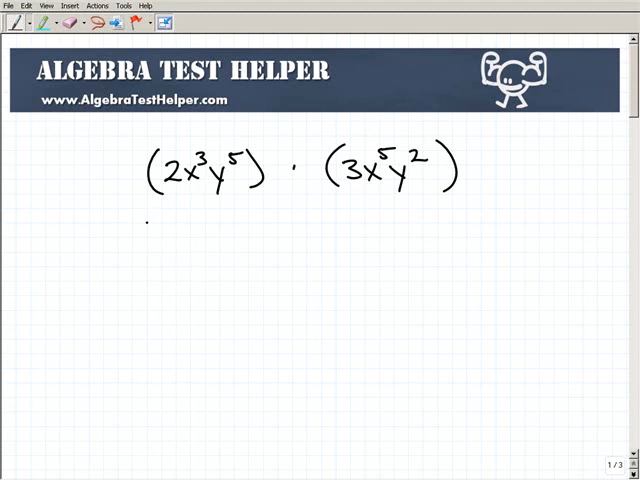 File Edit View Insert Actions Tools Help
ALGEBRA TEST HELPER
www.AlgebraTestHelper.com
(2x³y⁵) · (3x⁵y²)
1 / 3